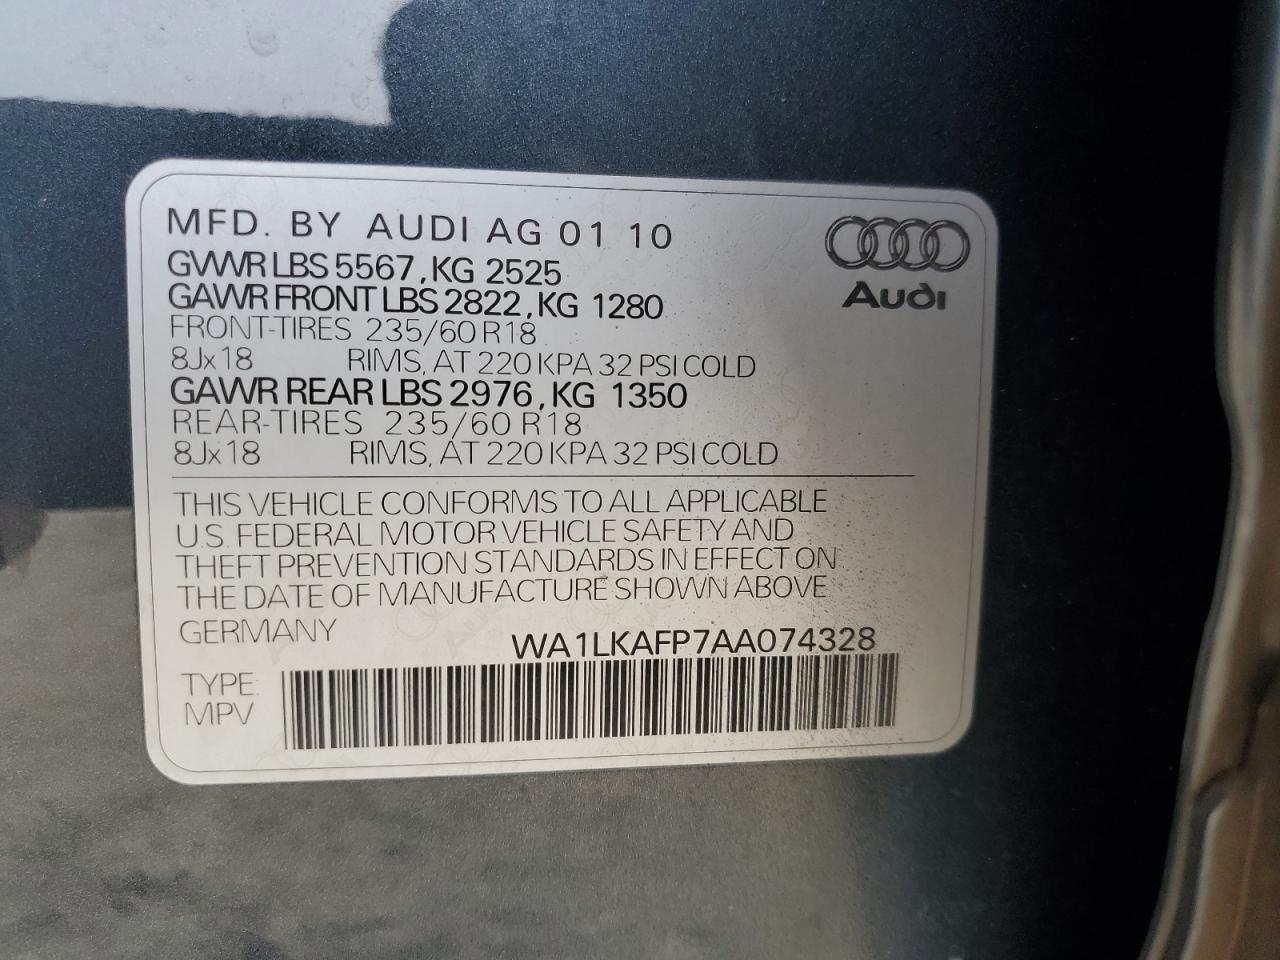 MFD. BY AUDI AG 01 10
GVWR LBS 5567, KG 2525
GAWR FRONT LBS 2822, KG 1280
FRONT-TIRES 235/60 R18
8Jx18 RIMS, AT 220 KPA 32 PSI COLD
GAWR REAR LBS 2976, KG 1350
REAR-TIRES 235/60 R18
8Jx18 RIMS, AT 220 KPA 32 PSI COLD
Audi
THIS VEHICLE CONFORMS TO ALL APPLICABLE
U.S. FEDERAL MOTOR VEHICLE SAFETY AND
THEFT PREVENTION STANDARDS IN EFFECT ON
THE DATE OF MANUFACTURE SHOWN ABOVE
GERMANY
WA1LKAFP7AA074328
TYPE:
MPV